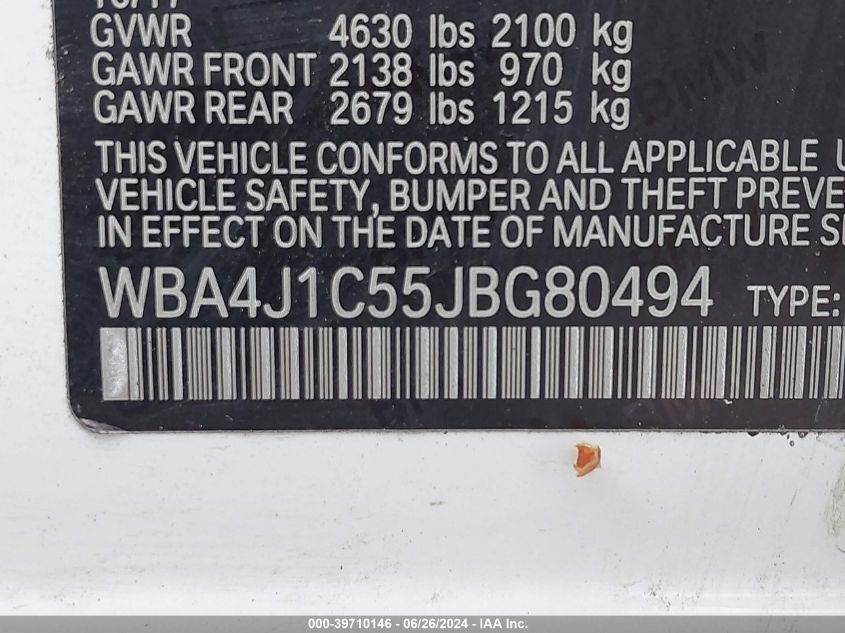 GVWR 4630 lbs 2100 kg
GAWR FRONT 2138 lbs 970 kg
GAWR REAR 2679 lbs 1215 kg
THIS VEHICLE CONFORMS TO ALL APPLICABLE U
VEHICLE SAFETY, BUMPER AND THEFT PREVE
IN EFFECT ON THE DATE OF MANUFACTURE S
WBA4J1C55JBG80494 TYPE:
000-39710146 - 06/26/2024 - IAA Inc.